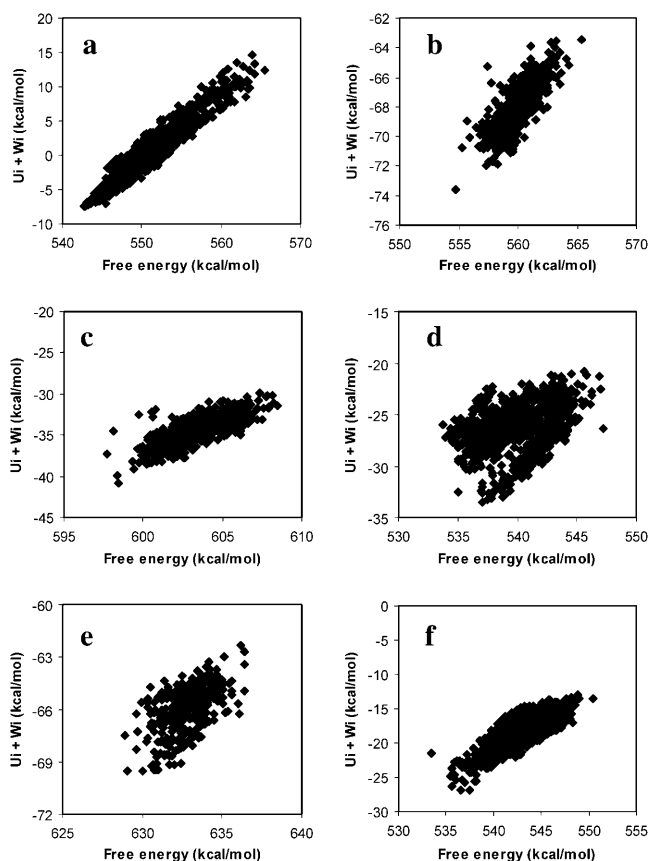 a
20
15
10
5
0
-5
-10
540 550 560 570
Ui + Wi (kcal/mol)
Free energy (kcal/mol)
b
-62
-64
-66
-68
-70
-72
-74
-76
550 555 560 565 570
Ui + Wi (kcal/mol)
Free energy (kcal/mol)
c
-20
-25
-30
-35
-40
-45
595 600 605 610
Ui + Wi (kcal/mol)
Free energy (kcal/mol)
d
-15
-20
-25
-30
-35
530 535 540 545 550
Ui + Wi (kcal/mol)
Free energy (kcal/mol)
e
-60
-63
-66
-69
-72
625 630 635 640
Ui + Wi (kcal/mol)
Free energy (kcal/mol)
f
0
-5
-10
-15
-20
-25
-30
530 535 540 545 550 555
Ui + Wi (kcal/mol)
Free energy (kcal/mol)